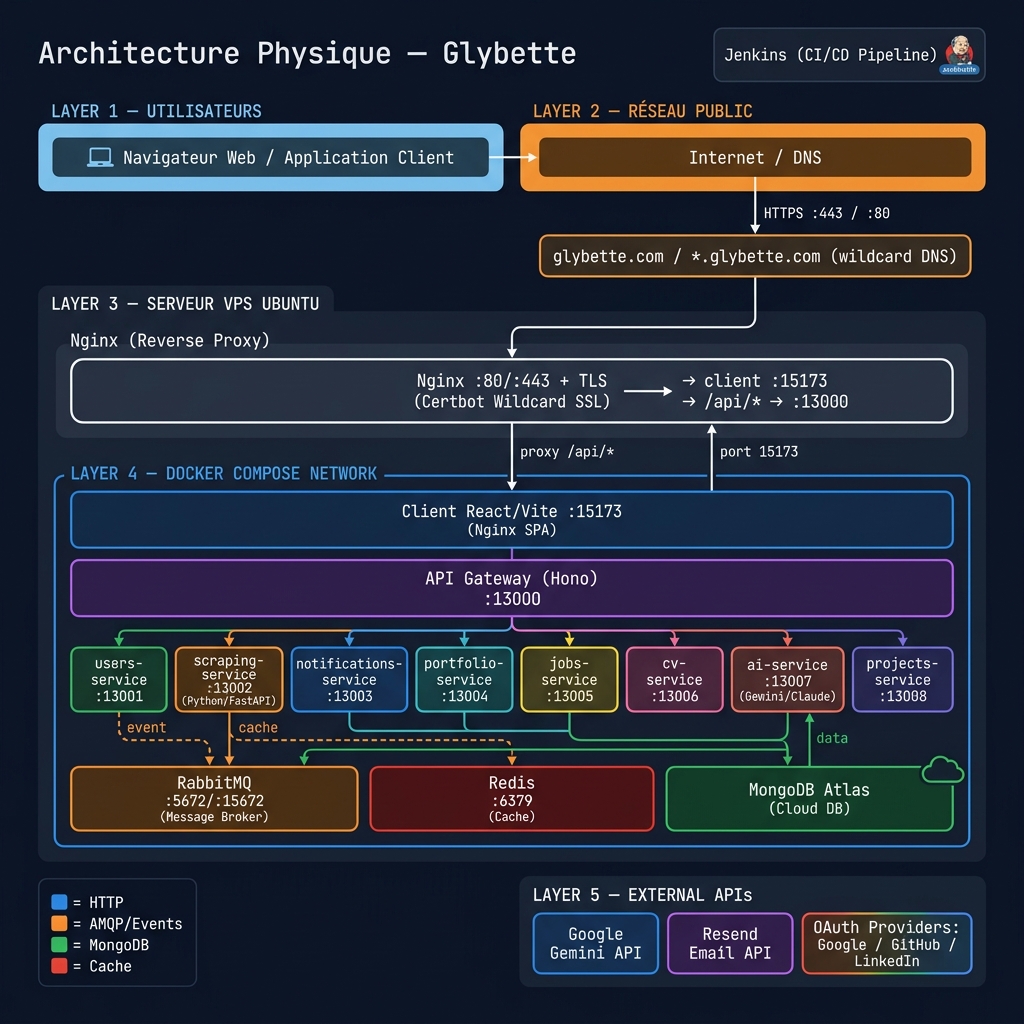 Architecture Physique — Glybette
Jenkins (CI/CD Pipeline)
LAYER 1 — UTILISATEURS
LAYER 2 — RÉSEAU PUBLIC
Navigateur Web / Application Client
Internet / DNS
HTTPS :443 / :80
glybette.com / *.glybette.com (wildcard DNS)
LAYER 3 — SERVEUR VPS UBUNTU
Nginx (Reverse Proxy)
Nginx :80/:443 + TLS
(Certbot Wildcard SSL)
→ client :15173
→ /api/* → :13000
proxy /api/*
port 15173
LAYER 4 — DOCKER COMPOSE NETWORK
Client React/Vite :15173
(Nginx SPA)
API Gateway (Hono)
:13000
users-
service
:13001
scraping-
service
:13002
(Python/FastAPI)
notifications-
service
:13003
portfolio-
service
:13004
jobs-
service
:13005
cv-
service
:13006
ai-service
:13007
(Gewini/Claude)
projects-
service
:13008
event
cache
data
RabbitMQ
:5672/:15672
(Message Broker)
Redis
:6379
(Cache)
MongoDB Atlas
(Cloud DB)
= HTTP
= AMQP/Events
= MongoDB
= Cache
LAYER 5 — EXTERNAL APIs
Google
Gemini API
Resend
Email API
OAuth Providers:
Google / GitHub /
LinkedIn